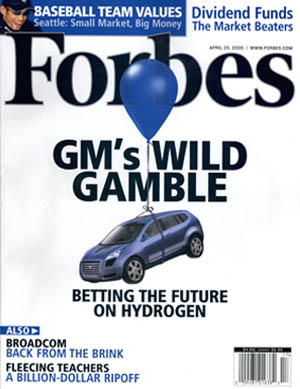 BASEBALL TEAM VALUES
Seattle: Small Market, Big Money
Dividend Funds
The Market Beaters
Forbes
APRIL 25, 2005 | WWW.FORBES.COM
GM's WILD
GAMBLE
BETTING THE FUTURE
ON HYDROGEN
ALSO
BROADCOM
BACK FROM THE BRINK
FLEECING TEACHERS
A BILLION-DOLLAR RIPOFF